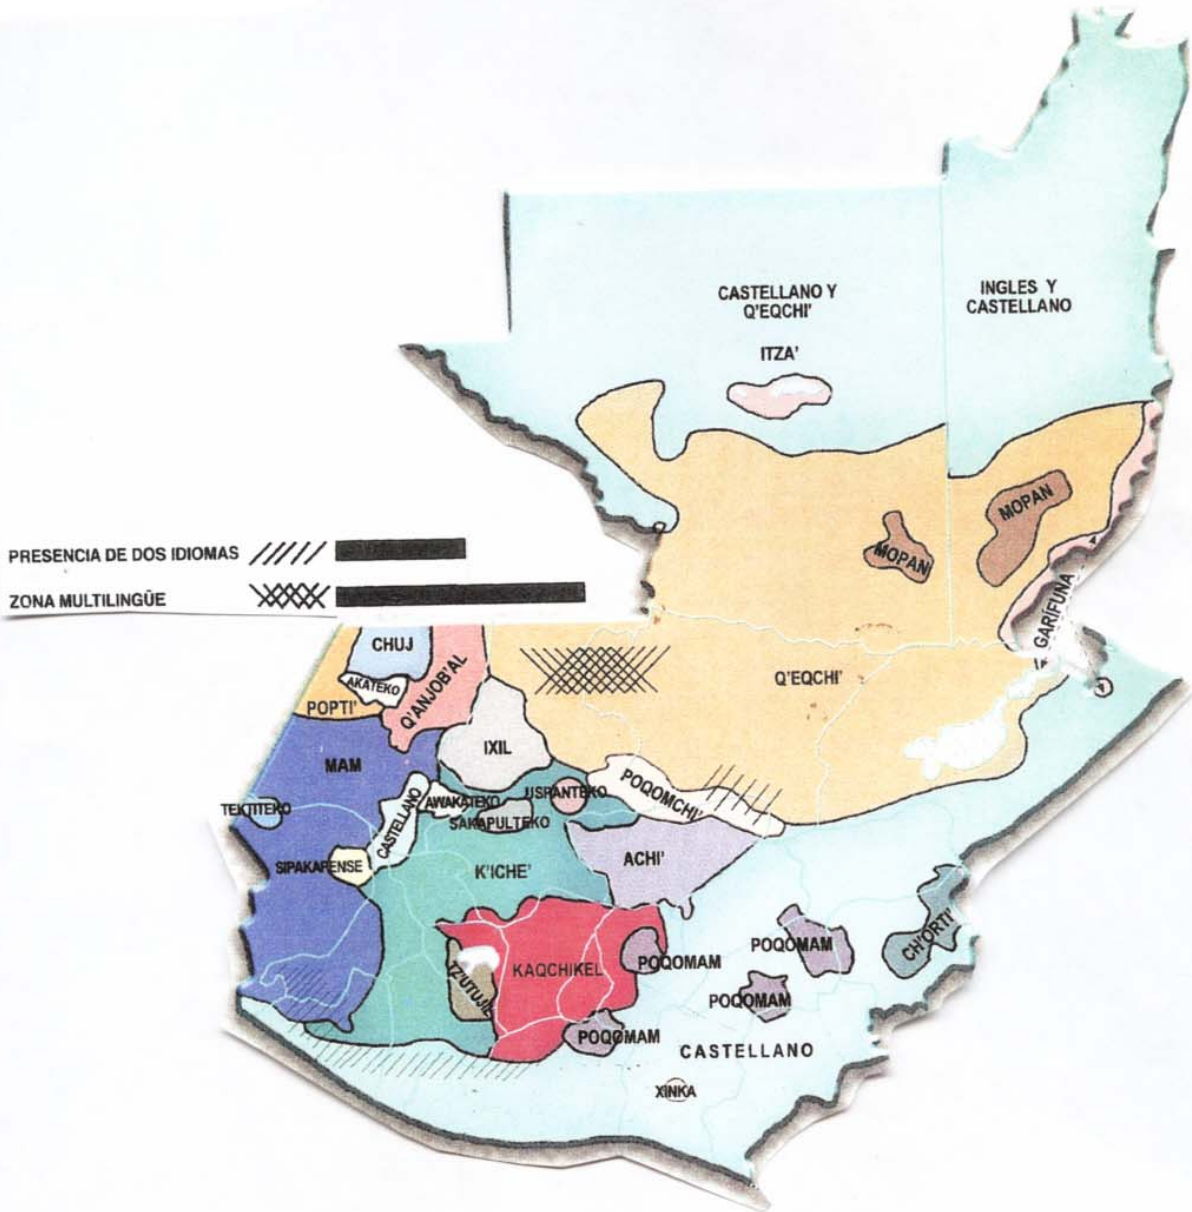 CASTELLANO Y
Q'EQCHI'
INGLES Y
CASTELLANO
ITZA'
MOPAN
MOPAN
PRESENCIA DE DOS IDIOMAS
ZONA MULTILINGÜE
GARÍFUNA
CHUJ
AKATEKO
Q'ANJOB'AL
POPTI'
Q'EQCHI'
IXIL
MAM
POQOMCHI'
TEKTITEKO
CASTELLANO
AWAKATEKO
USPANTEKO
SAKAPULTEKO
SIPAKAPENSE
K'ICHE'
ACHI'
CH'ORTI'
POQOMAM
POQOMAM
KAQCHIKEL
TZ'UTUJIL
POQOMAM
POQOMAM
CASTELLANO
XINKA